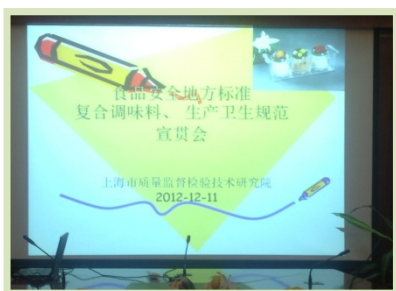 食品安全地方标准
复合调味料、 生产卫生规范
宣贯会
上海市质量监督检验技术研究院
2012-12-11